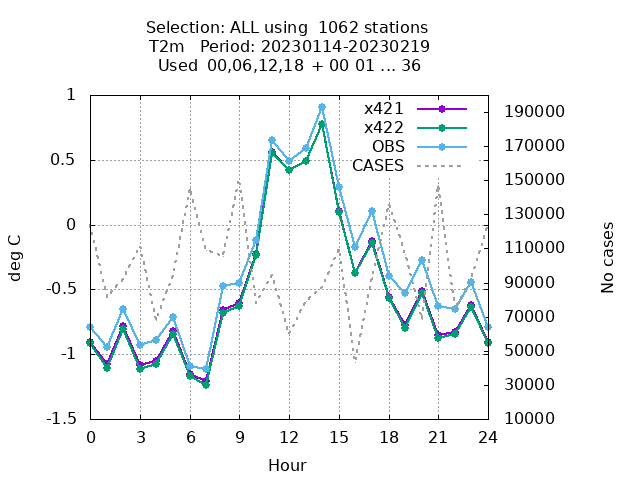 Selection: ALL using  1062 stations
T2m   Period: 20230114-20230219
Used  00,06,12,18  + 00 01 ... 36
x421
x422
OBS
CASES
1
0.5
0
-0.5
-1
-1.5
deg C
190000
170000
150000
130000
110000
90000
70000
50000
30000
10000
No cases
0 3 6 9 12 15 18 21 24
Hour